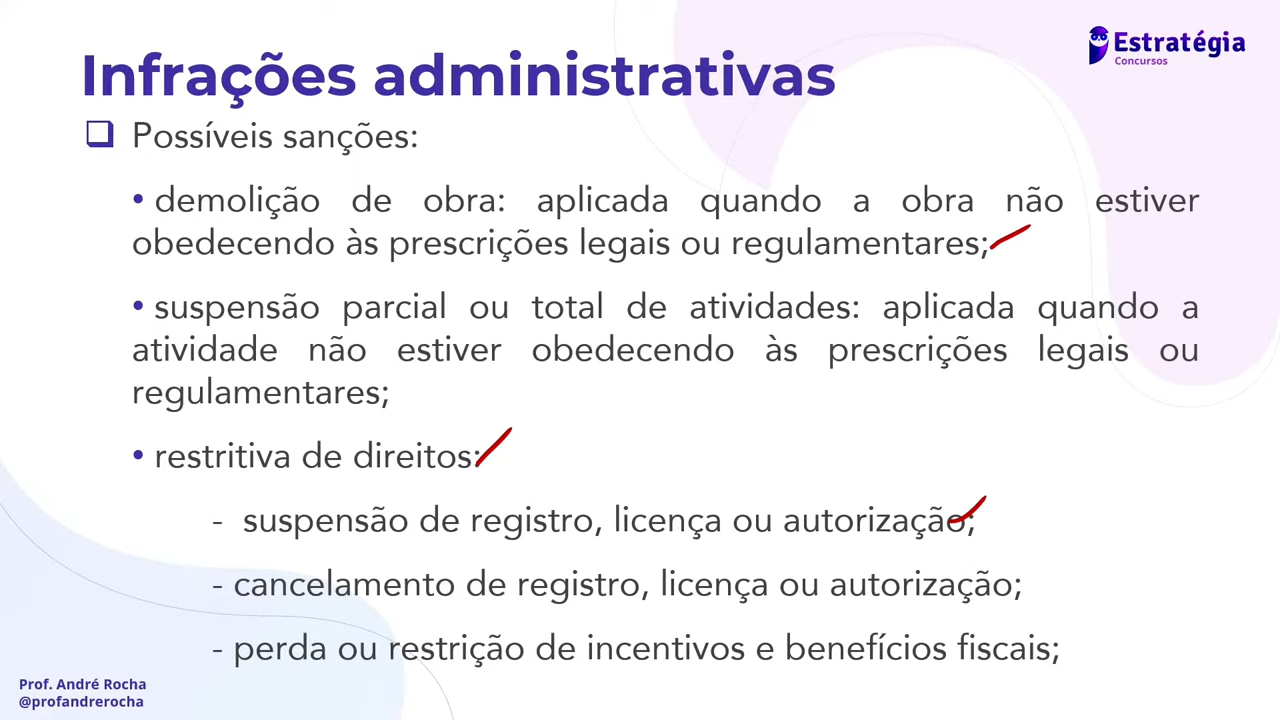 Estratégia
Concursos
Infrações administrativas
❑ Possíveis sanções:
• demolição de obra: aplicada quando a obra não estiver
obedecendo às prescrições legais ou regulamentares;
• suspensão parcial ou total de atividades: aplicada quando a
atividade não estiver obedecendo às prescrições legais ou
regulamentares;
• restritiva de direitos:
- suspensão de registro, licença ou autorização;
- cancelamento de registro, licença ou autorização;
- perda ou restrição de incentivos e benefícios fiscais;
Prof. André Rocha
@profandrerocha